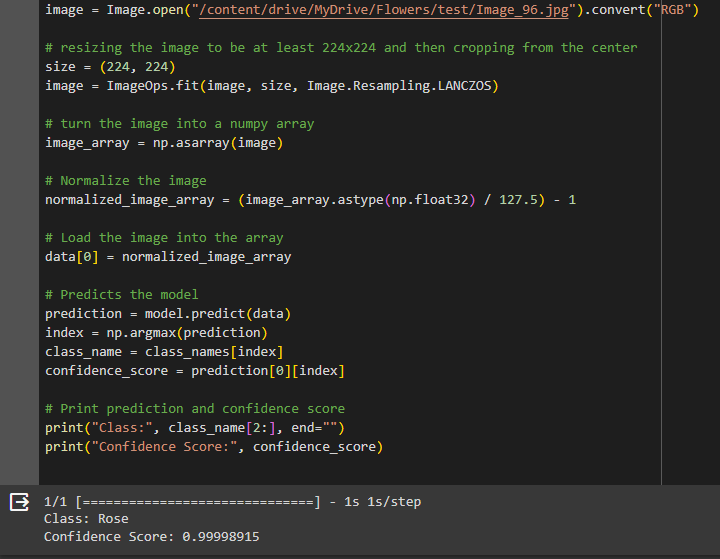 image = Image.open("/content/drive/MyDrive/Flowers/test/Image_96.jpg").convert("RGB")
# resizing the image to be at least 224x224 and then cropping from the center
size = (224, 224)
image = ImageOps.fit(image, size, Image.Resampling.LANCZOS)
# turn the image into a numpy array
image_array = np.asarray(image)
# Normalize the image
normalized_image_array = (image_array.astype(np.float32) / 127.5) - 1
# Load the image into the array
data[0] = normalized_image_array
# Predicts the model
prediction = model.predict(data)
index = np.argmax(prediction)
class_name = class_names[index]
confidence_score = prediction[0][index]
# Print prediction and confidence score
print("Class:", class_name[2:], end="")
print("Confidence Score:", confidence_score)
1/1 [==============================] - 1s 1s/step
Class: Rose
Confidence Score: 0.99998915